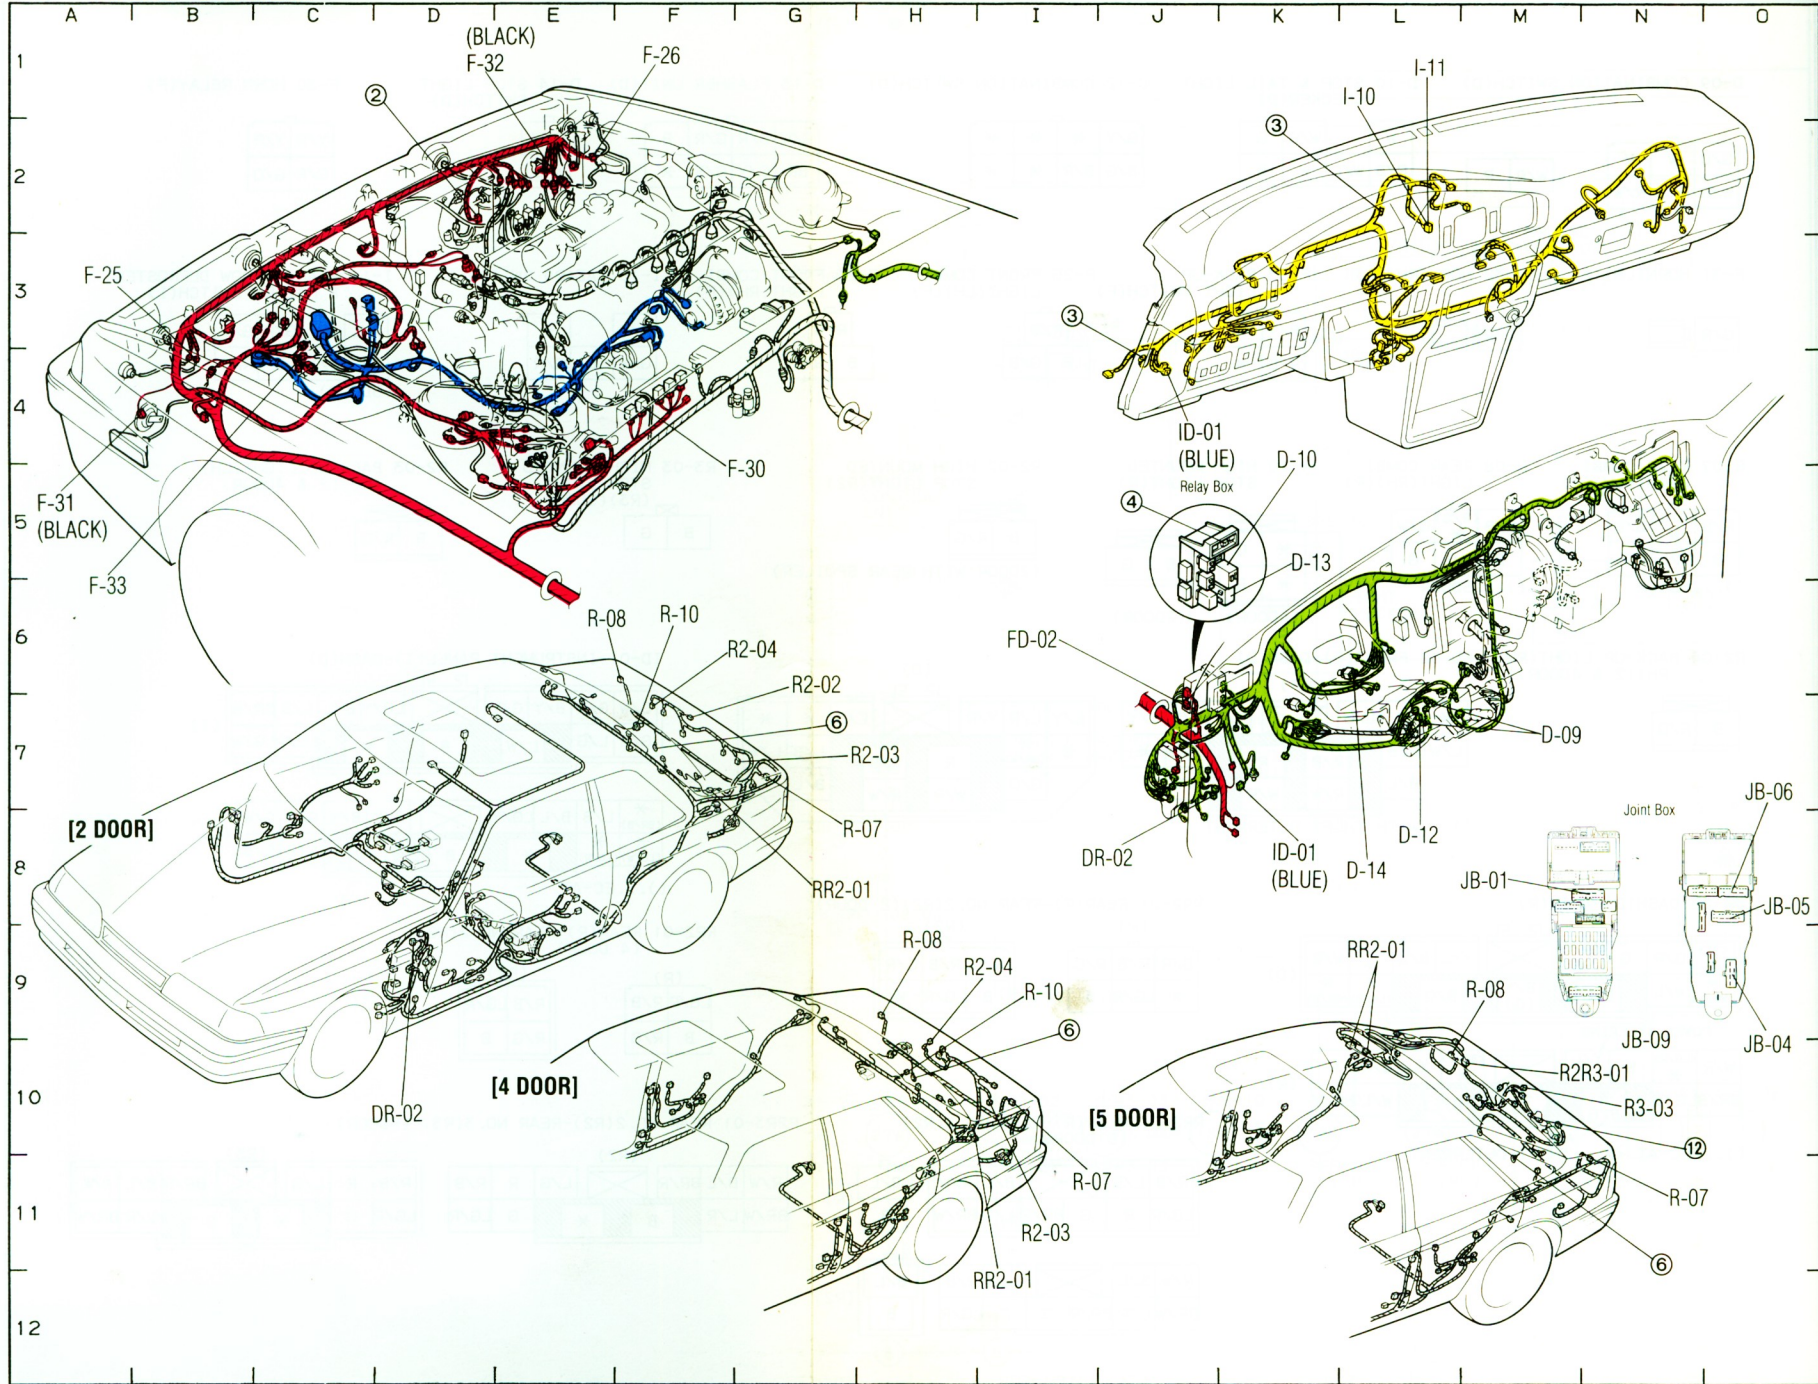 A B C D E F G H I J K L M N O
1
2
3
4
5
6
7
8
9
10
11
12
(BLACK)
F-32
F-26
②
F-25
F-31
(BLACK)
F-33
F-30
I-11
I-10
③
③
ID-01
(BLUE)
Relay Box
D-10
④
D-13
FD-02
D-09
D-12
D-14
ID-01
(BLUE)
DR-02
Joint Box
JB-06
JB-01
JB-05
JB-09
JB-04
R-08
R-10
R2-04
R2-02
⑥
R2-03
R-07
RR2-01
[2 DOOR]
DR-02
[4 DOOR]
R-08
R2-04
R-10
⑥
R-07
R2-03
RR2-01
[5 DOOR]
RR2-01
R-08
R2R3-01
R3-03
⑫
R-07
⑥